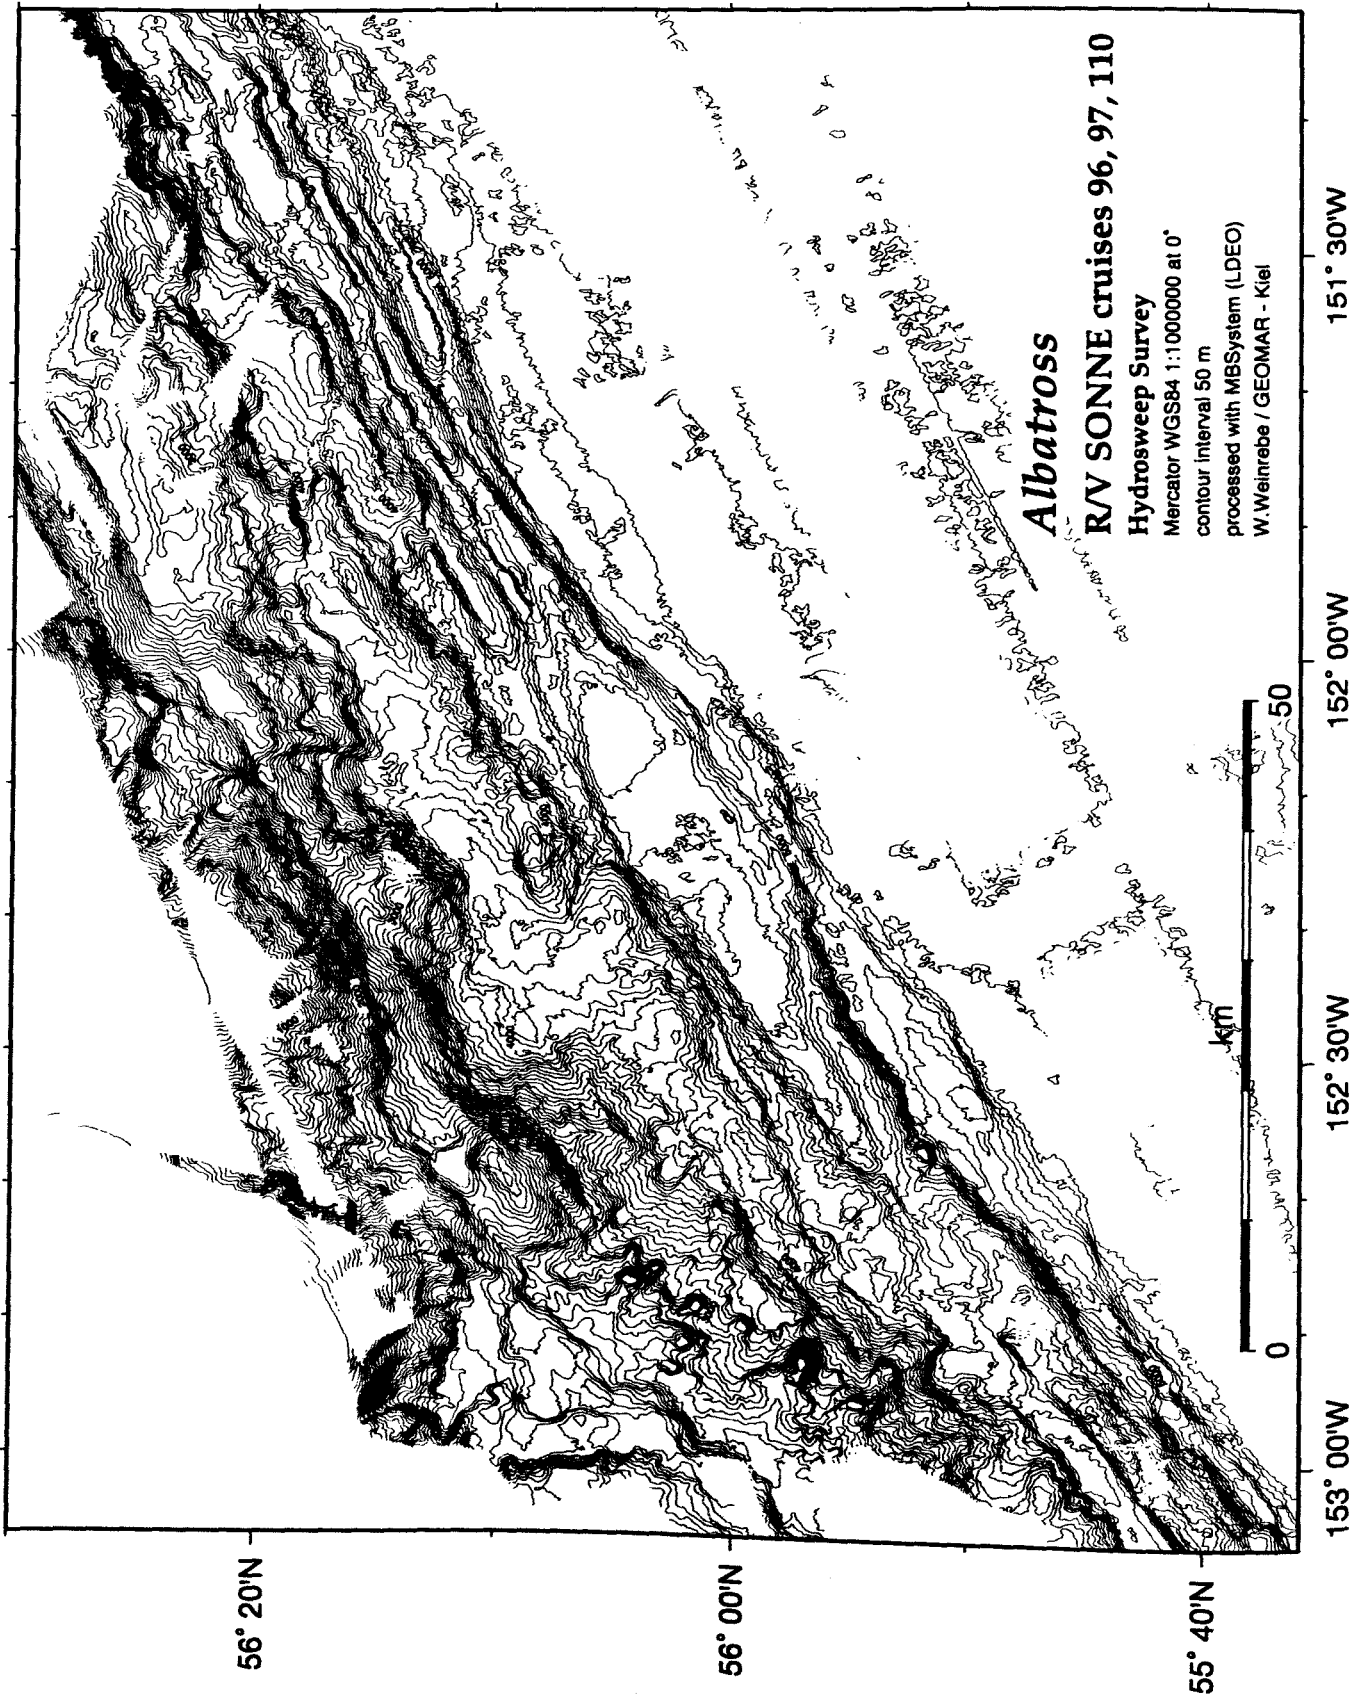 Albatross
R/V SONNE cruises 96, 97, 110
Hydrosweep Survey
Mercator WGS84 1:1000000 at 0°
contour interval 50 m
processed with MBSystem (LDEO)
W.Weinrebe / GEOMAR - Kiel
0
km
50
56° 20'N
56° 00'N
55° 40'N
153° 00'W
152° 30'W
152° 00'W
151° 30'W